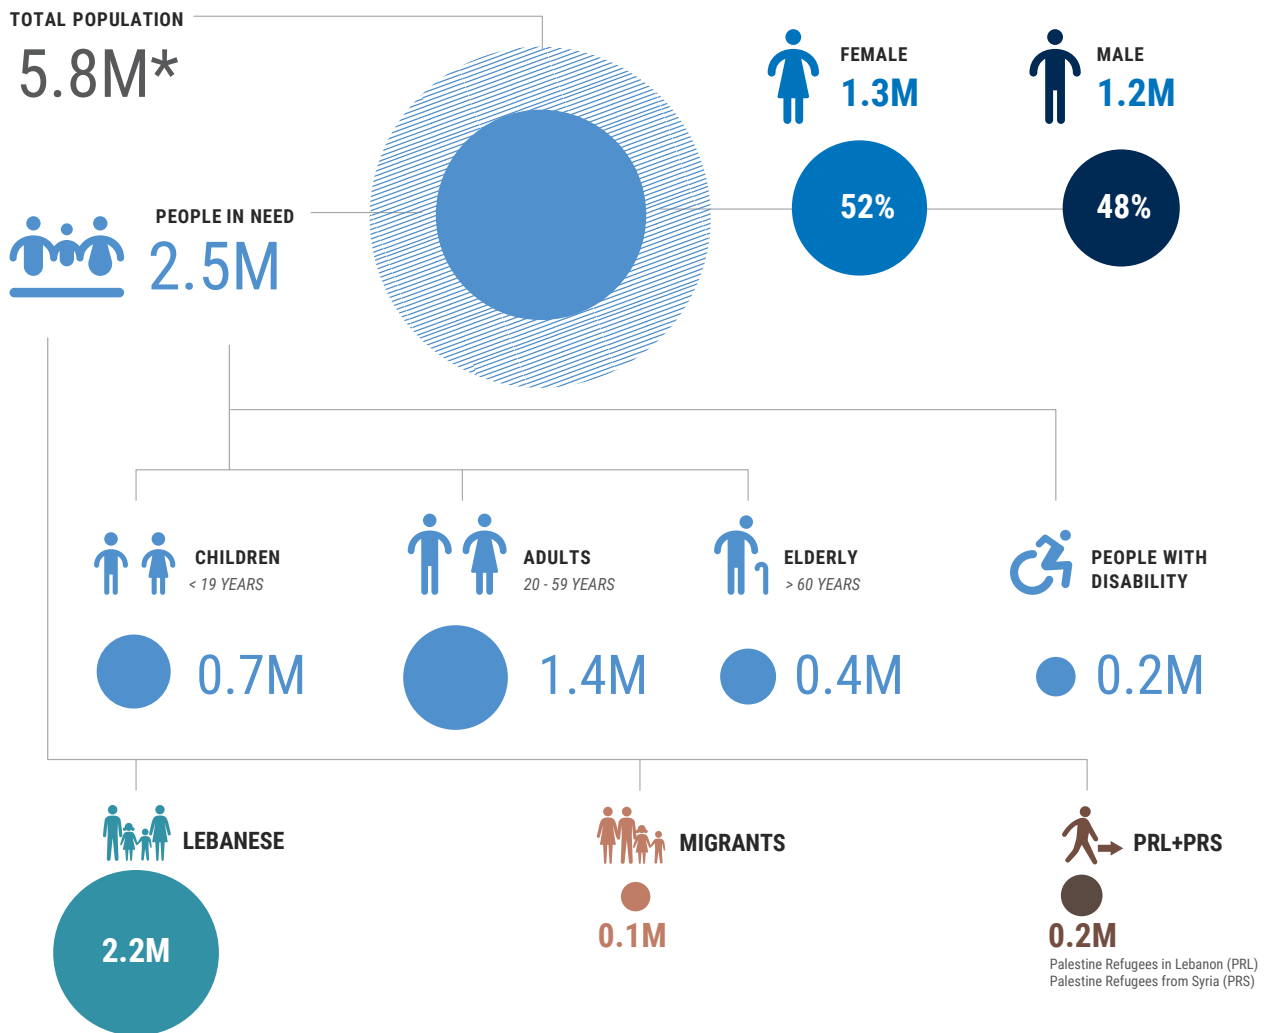 TOTAL POPULATION
5.8M*
FEMALE
1.3M
MALE
1.2M
PEOPLE IN NEED
2.5M
52%
48%
CHILDREN
< 19 YEARS
0.7M
ADULTS
20 - 59 YEARS
1.4M
ELDERLY
> 60 YEARS
0.4M
PEOPLE WITH
DISABILITY
0.2M
LEBANESE
2.2M
MIGRANTS
0.1M
PRL+PRS
0.2M
Palestine Refugees in Lebanon (PRL)
Palestine Refugees from Syria (PRS)